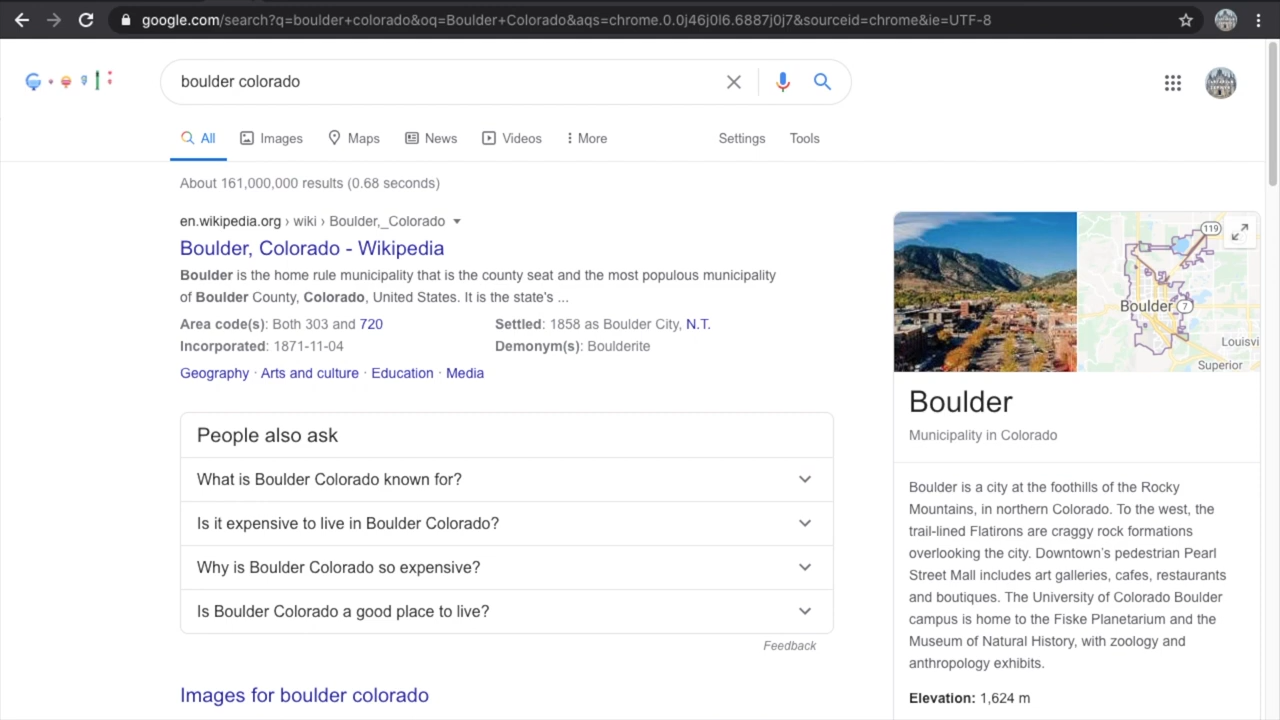 google.com/search?q=boulder+colorado&oq=Boulder+Colorado&aqs=chrome.0.0j46j0l6.6887j0j7&sourceid=chrome&ie=UTF-8
boulder colorado
All Images Maps News Videos More Settings Tools
About 161,000,000 results (0.68 seconds)
en.wikipedia.org › wiki › Boulder,_Colorado
Boulder, Colorado - Wikipedia
Boulder is the home rule municipality that is the county seat and the most populous municipality
of Boulder County, Colorado, United States. It is the state's ...
Area code(s): Both 303 and 720 Settled: 1858 as Boulder City, N.T.
Incorporated: 1871-11-04 Demonym(s): Boulderite
Geography · Arts and culture · Education · Media
People also ask
What is Boulder Colorado known for?
Is it expensive to live in Boulder Colorado?
Why is Boulder Colorado so expensive?
Is Boulder Colorado a good place to live?
Feedback
Images for boulder colorado
119
Boulder 7
Louisvi
Superior
Boulder
Municipality in Colorado
Boulder is a city at the foothills of the Rocky
Mountains, in northern Colorado. To the west, the
trail-lined Flatirons are craggy rock formations
overlooking the city. Downtown's pedestrian Pearl
Street Mall includes art galleries, cafes, restaurants
and boutiques. The University of Colorado Boulder
campus is home to the Fiske Planetarium and the
Museum of Natural History, with zoology and
anthropology exhibits.
Elevation: 1,624 m